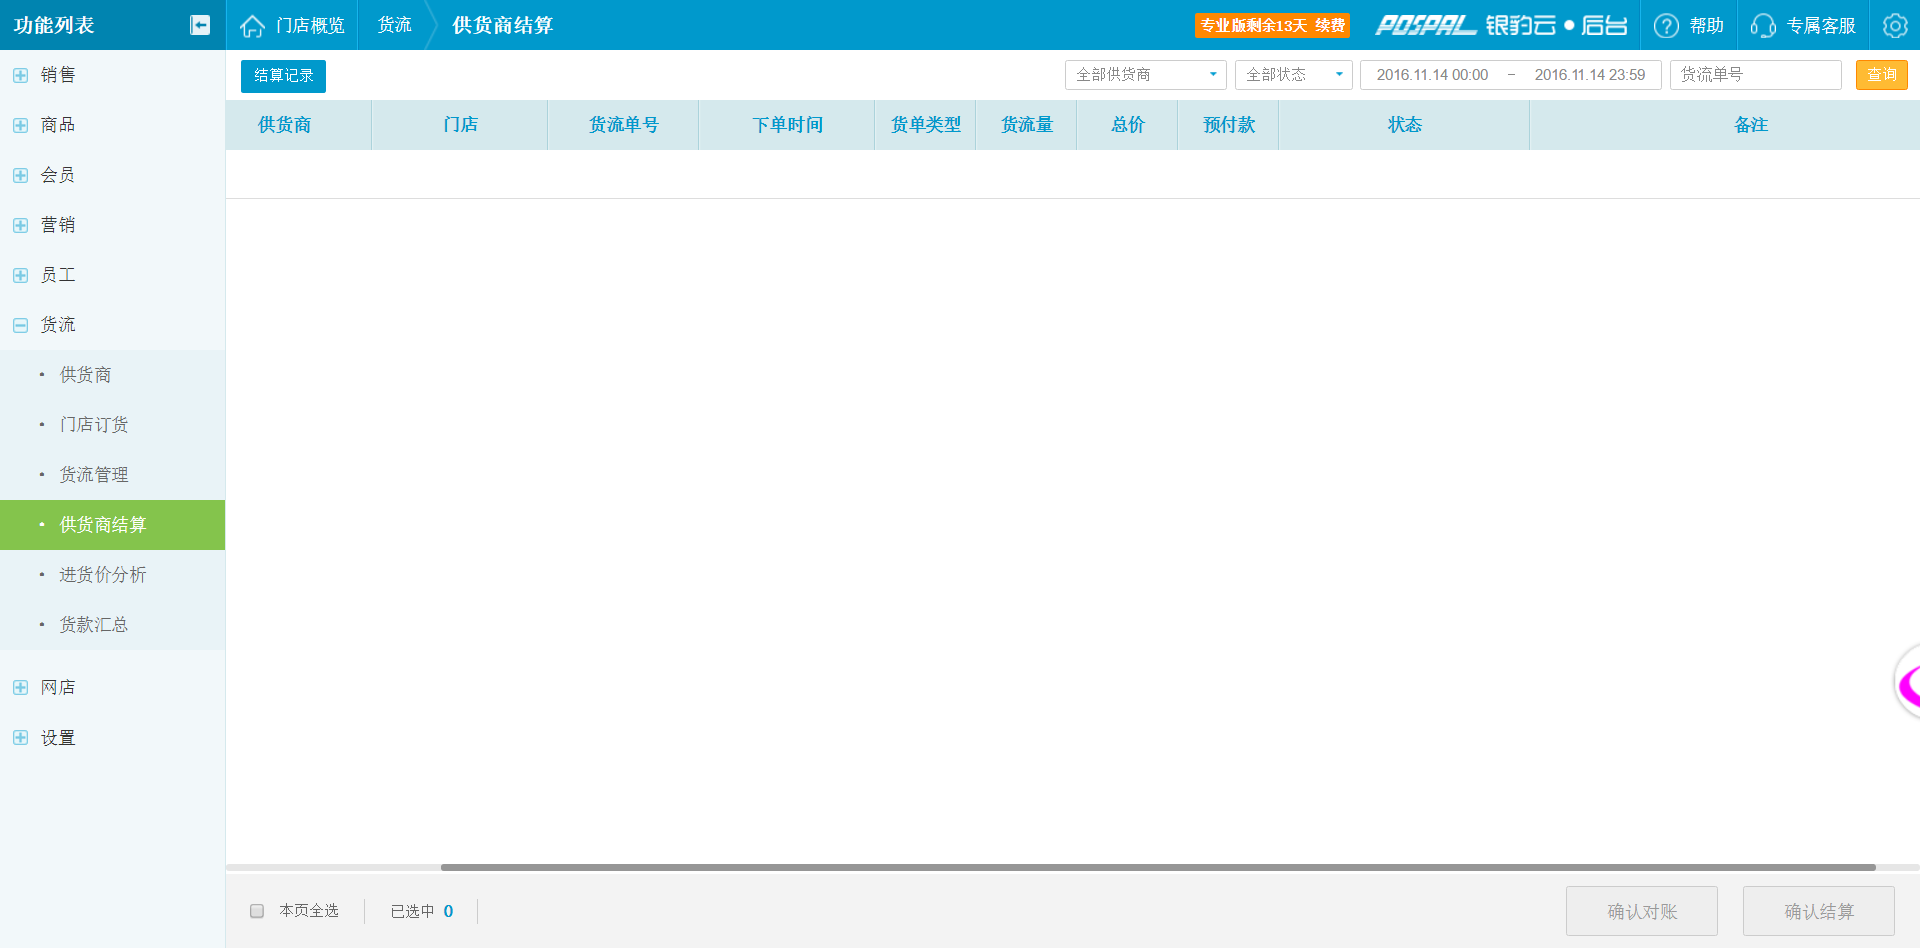 功能列表
门店概览
货流
供货商结算
专业版剩余13天 续费
POSPAL 银豹云●后台
帮助
专属客服
销售
商品
会员
营销
员工
货流
供货商
门店订货
货流管理
供货商结算
进货价分析
货款汇总
网店
设置
结算记录
全部供货商
全部状态
2016.11.14 00:00 － 2016.11.14 23:59
货流单号
查询
供货商 门店 货流单号 下单时间 货单类型 货流量 总价 预付款 状态 备注
本页全选
已选中 0
确认对账
确认结算